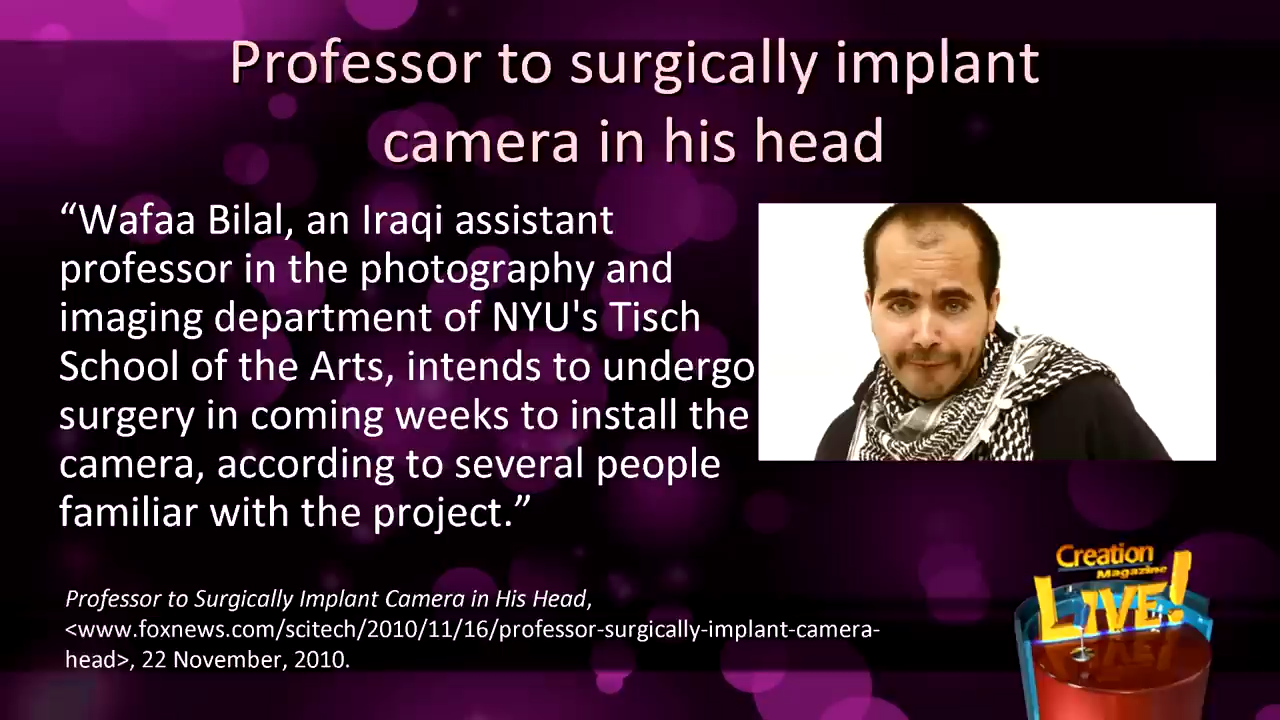 Professor to surgically implant
camera in his head
“Wafaa Bilal, an Iraqi assistant
professor in the photography and
imaging department of NYU's Tisch
School of the Arts, intends to undergo
surgery in coming weeks to install the
camera, according to several people
familiar with the project.”
Professor to Surgically Implant Camera in His Head,
<www.foxnews.com/scitech/2010/11/16/professor-surgically-implant-camera-
head>, 22 November, 2010.
Creation
Magazine
LIVE!